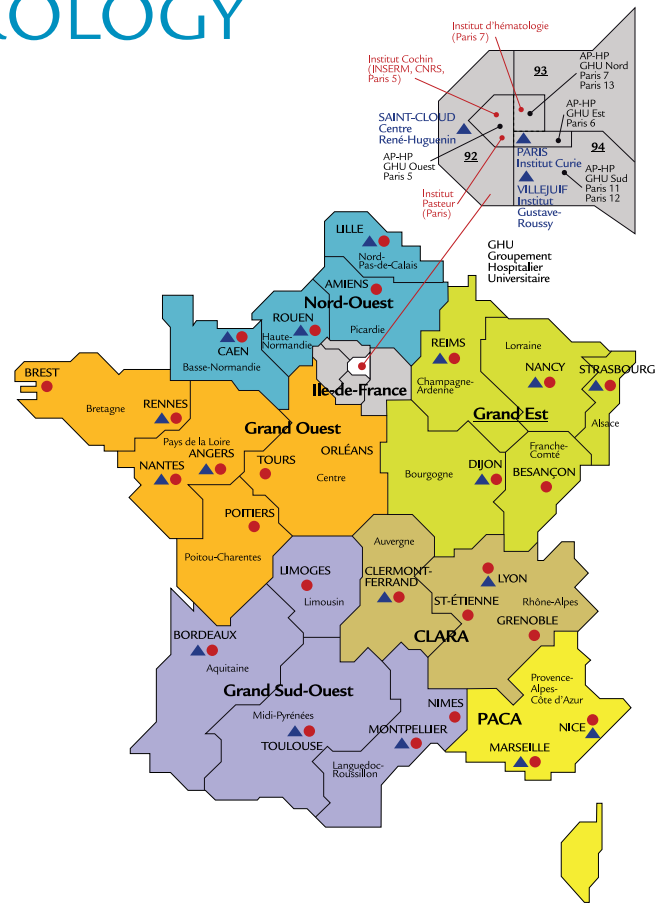 ROLOGY
Institut d'hématologie
(Paris 7)
Institut Cochin
(INSERM, CNRS,
Paris 5)
93
AP-HP
GHU Nord
Paris 7
Paris 13
AP-HP
GHU Est
Paris 6
SAINT-CLOUD
Centre
René-Huguenin
92
94
PARIS
Institut Curie
AP-HP
GHU Ouest
Paris 5
AP-HP
GHU Sud
Paris 11
Paris 12
VILLEJUIF
Institut
Gustave-
Roussy
Institut
Pasteur
(Paris)
GHU
Groupement
Hospitalier
Universitaire
LILLE
Nord-
Pas-de-Calais
AMIENS
Nord-Ouest
ROUEN
Haute-
Normandie
Picardie
CAEN
Basse-Normandie
REIMS
Champagne-
Ardenne
Lorraine
NANCY
STRASBOURG
Alsace
Ile-de-France
Grand Est
BREST
Bretagne
RENNES
Grand Ouest
Pays de la Loire
ANGERS
NANTES
TOURS
ORLÉANS
Centre
Bourgogne
DIJON
Franche-
Comté
BESANÇON
POITIERS
Poitou-Charentes
Auvergne
LIMOGES
Limousin
CLERMONT-
FERRAND
LYON
ST-ÉTIENNE
Rhône-Alpes
GRENOBLE
CLARA
BORDEAUX
Aquitaine
Grand Sud-Ouest
Midi-Pyrénées
TOULOUSE
NIMES
MONTPELLIER
Languedoc-
Roussillon
Provence-
Alpes-
Côte d'Azur
PACA
NICE
MARSEILLE